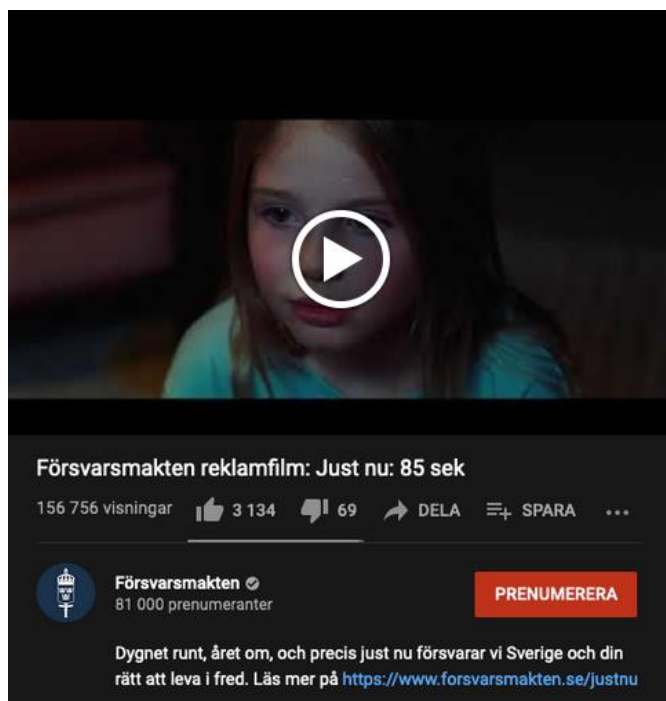 Försvarsmakten reklamfilm: Just nu: 85 sek
156 756 visningar 3 134 69 DELA SPARA
Försvarsmakten
81 000 prenumeranter
PRENUMERERA
Dygnet runt, året om, och precis just nu försvarar vi Sverige och din
rätt att leva i fred. Läs mer på https://www.forsvarsmakten.se/justnu